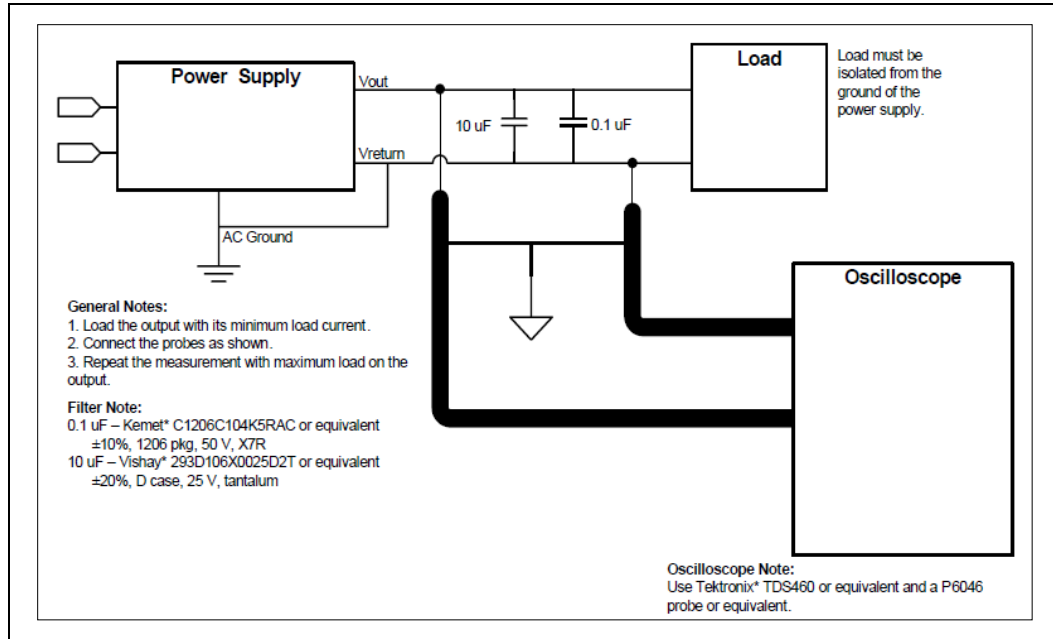 Power Supply
Vout
Vreturn
AC Ground
10 uF
0.1 uF
Load
Load must be
isolated from the
ground of the
power supply.
Oscilloscope
General Notes:
1. Load the output with its minimum load current.
2. Connect the probes as shown.
3. Repeat the measurement with maximum load on the
output.
Filter Note:
0.1 uF – Kemet* C1206C104K5RAC or equivalent
±10%, 1206 pkg, 50 V, X7R
10 uF – Vishay* 293D106X0025D2T or equivalent
±20%, D case, 25 V, tantalum
Oscilloscope Note:
Use Tektronix* TDS460 or equivalent and a P6046
probe or equivalent.